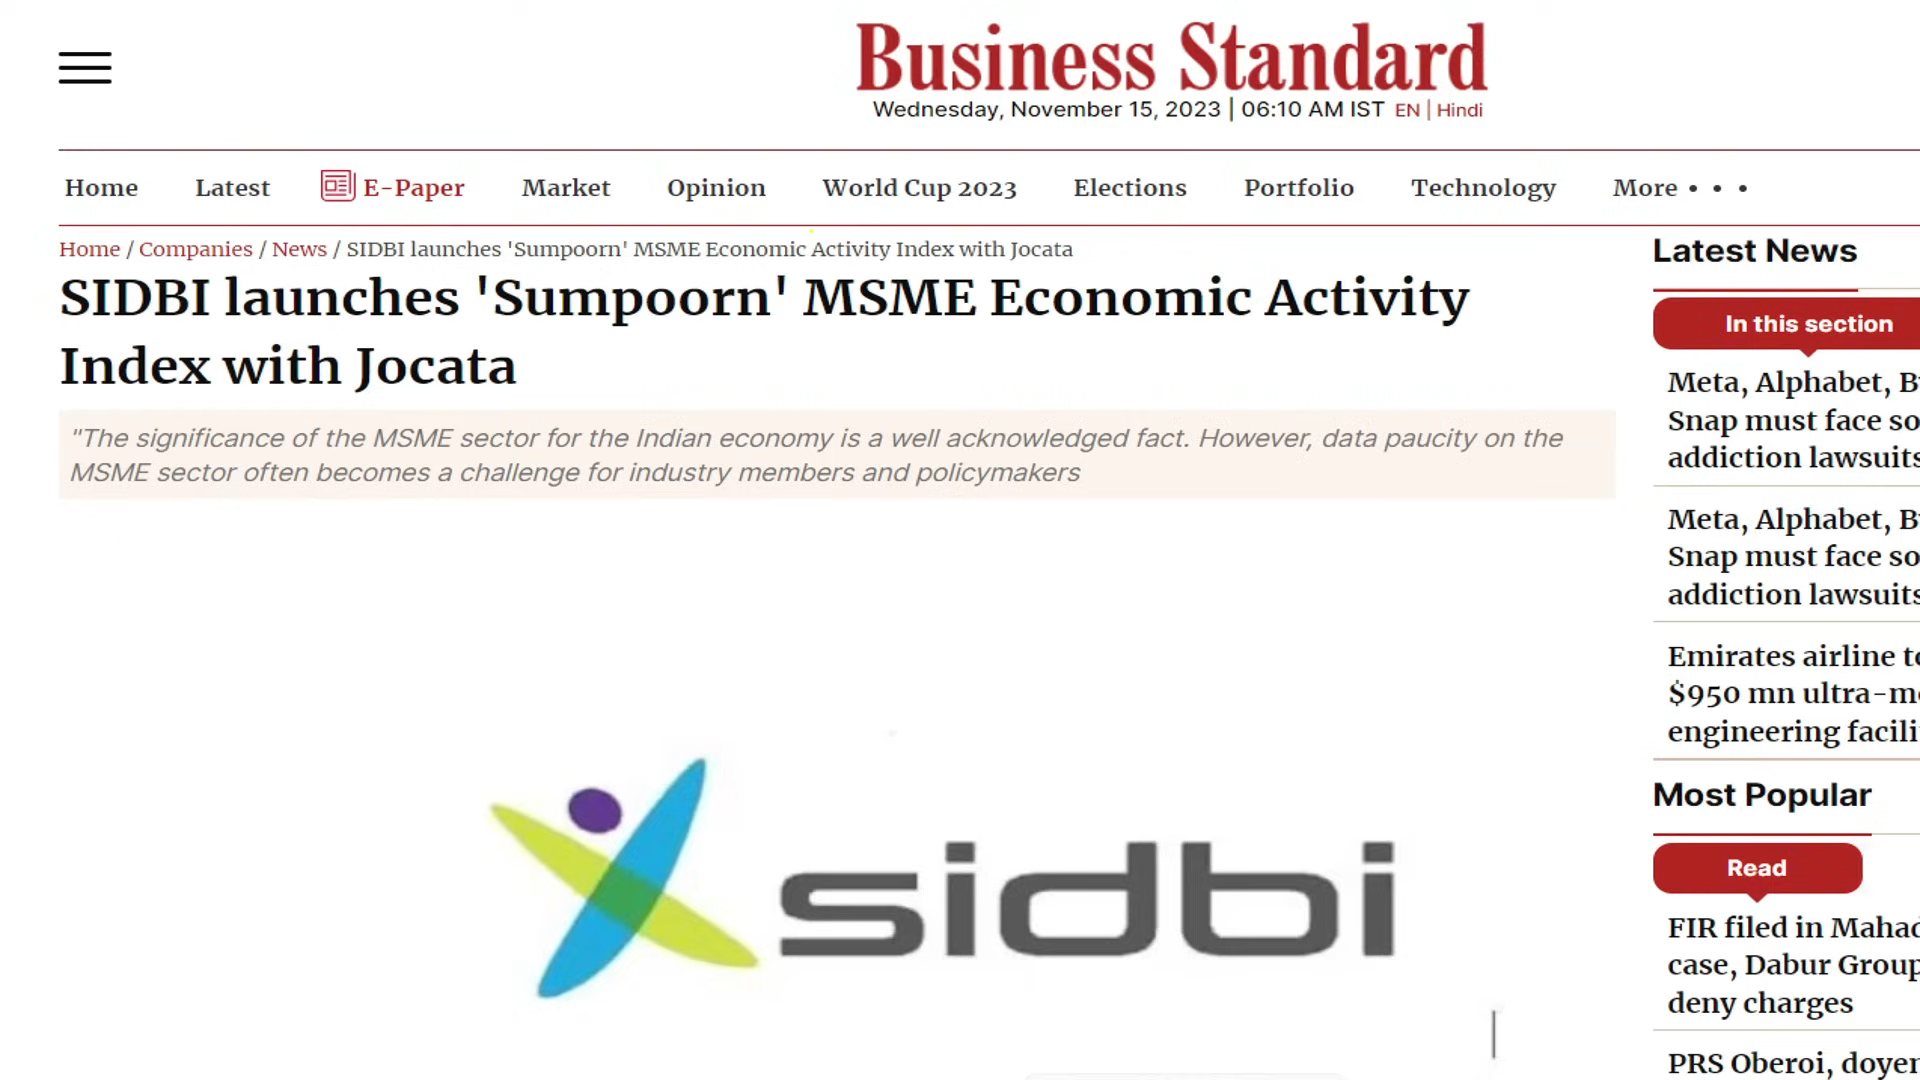 Business Standard
Wednesday, November 15, 2023 | 06:10 AM IST EN | Hindi
Home Latest E-Paper Market Opinion World Cup 2023 Elections Portfolio Technology More • • •
Home / Companies / News / SIDBI launches 'Sumpoorn' MSME Economic Activity Index with Jocata
SIDBI launches 'Sumpoorn' MSME Economic Activity
Index with Jocata
"The significance of the MSME sector for the Indian economy is a well acknowledged fact. However, data paucity on the
MSME sector often becomes a challenge for industry members and policymakers
sidbi
Latest News
In this section
Meta, Alphabet,
Snap must face
addiction lawsuits
Meta, Alphabet,
Snap must face
addiction lawsuits
Emirates airline
$950 mn
engineering
Most Popular
Read
FIR filed in
case, Dabur Group
deny charges
PRS Oberoi,